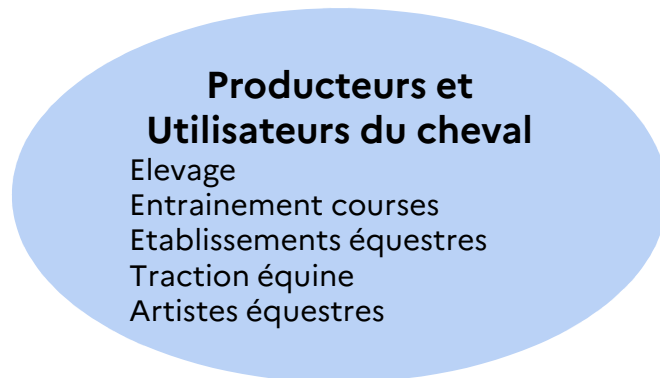 Producteurs et
Utilisateurs du cheval
Elevage
Entrainement courses
Etablissements équestres
Traction équine
Artistes équestres